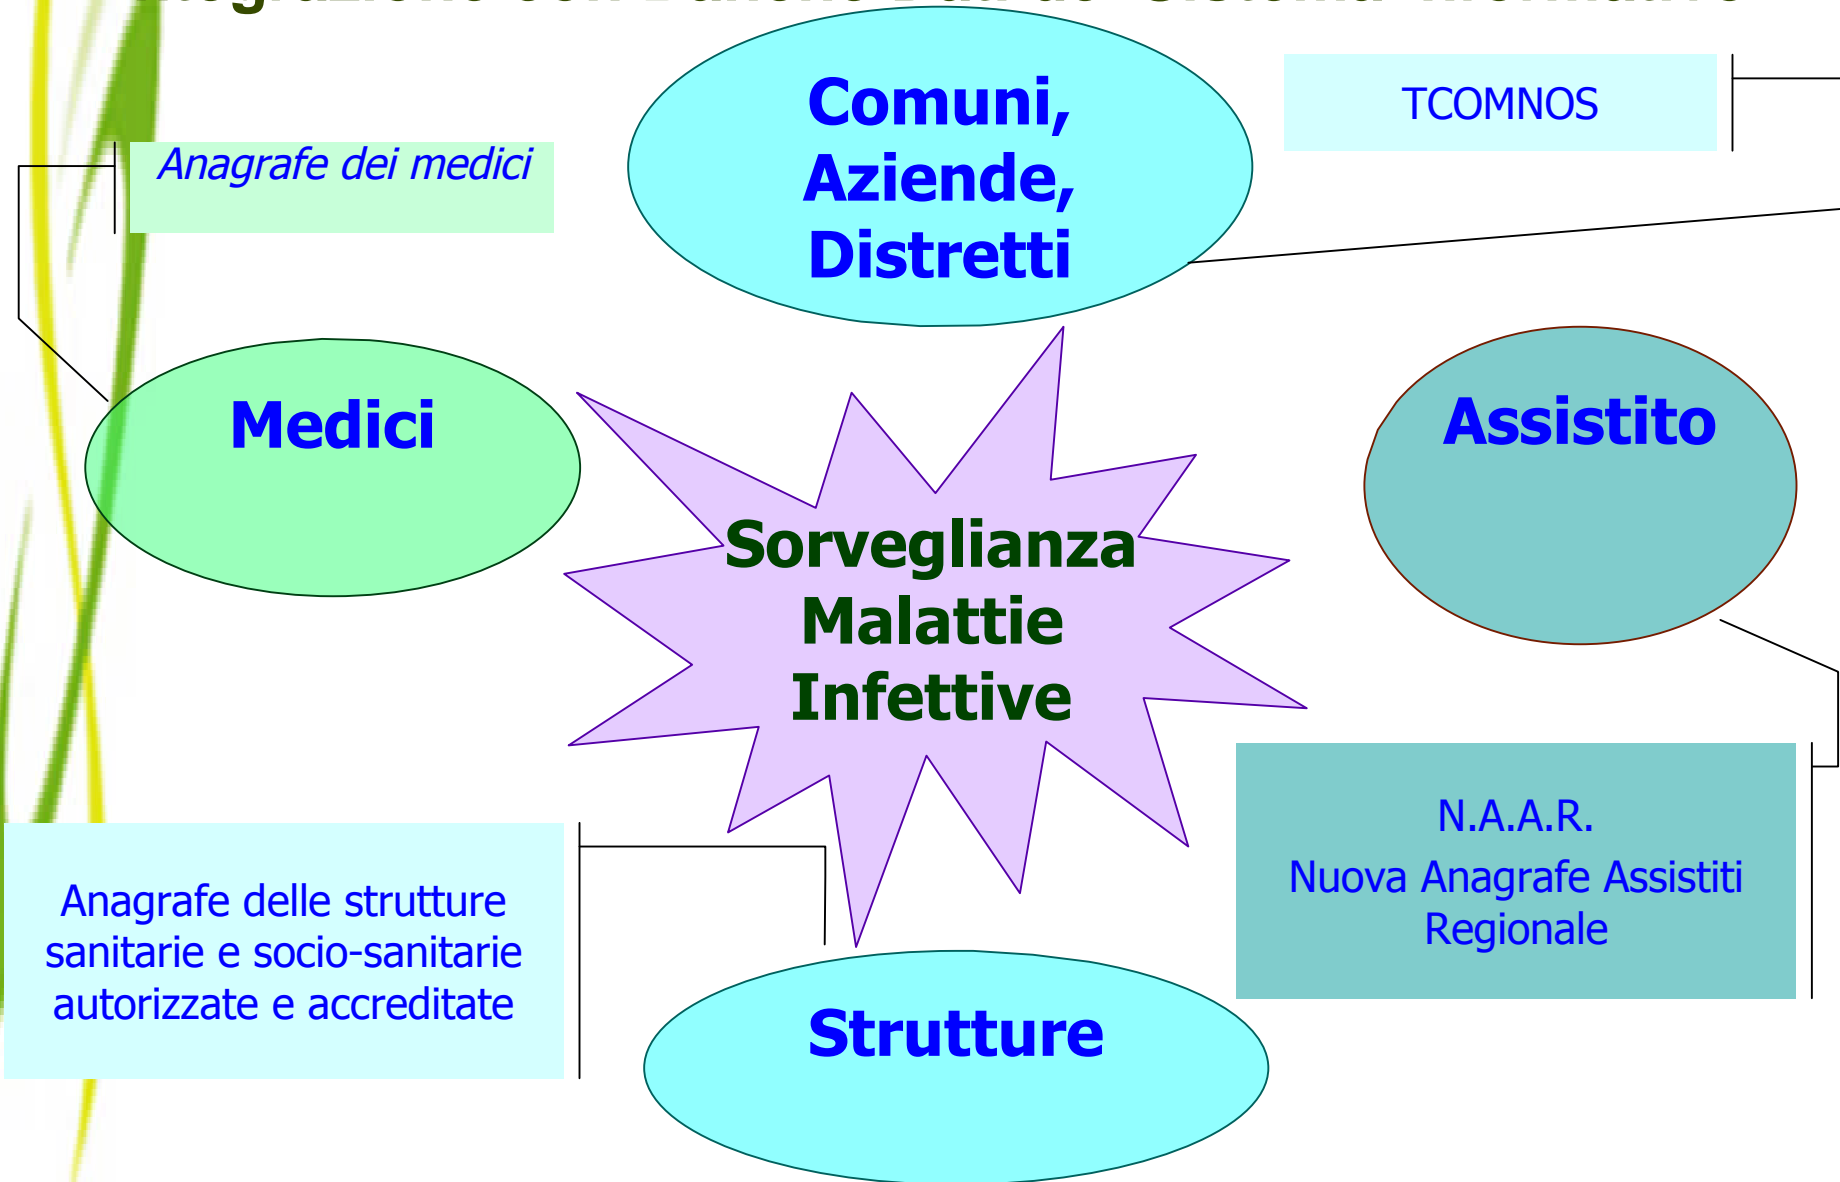 Comuni,
Aziende,
Distretti
TCOMNOS
Anagrafe dei medici
Medici
Assistito
Sorveglianza
Malattie
Infettive
N.A.A.R.
Nuova Anagrafe Assistiti
Regionale
Anagrafe delle strutture
sanitarie e socio-sanitarie
autorizzate e accreditate
Strutture